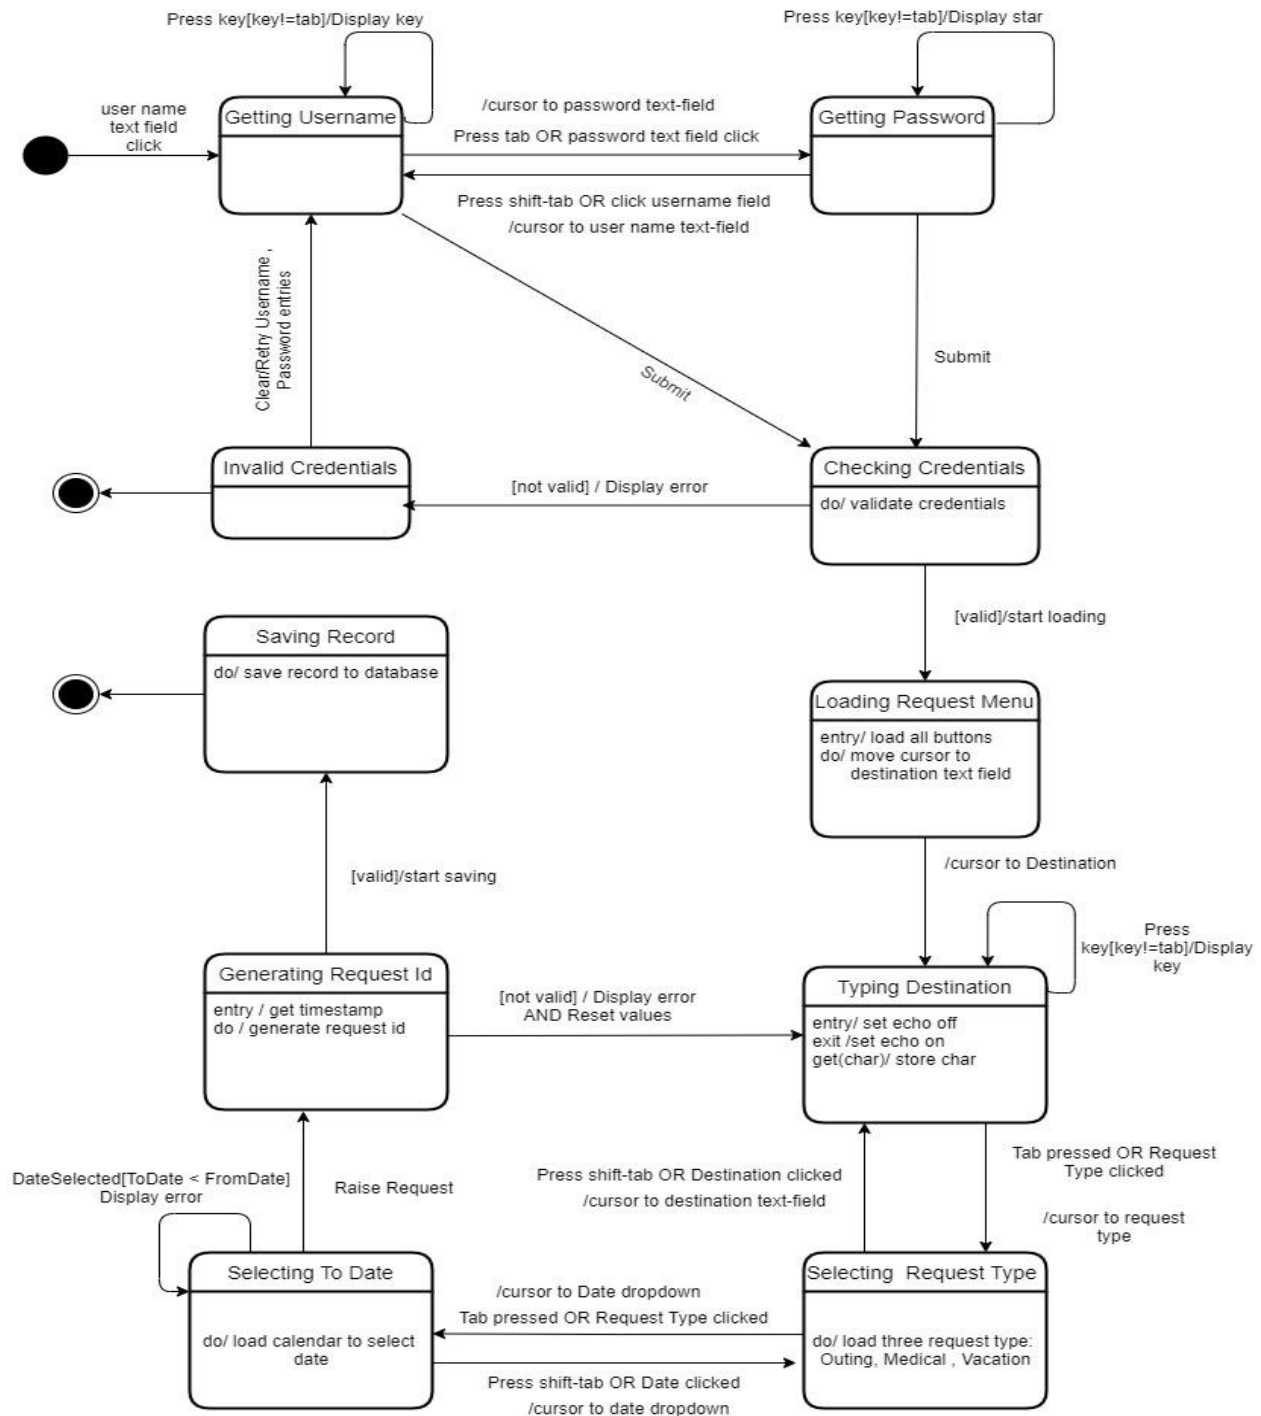 Press key[key!=tab]/Display key
Press key[key!=tab]/Display star
user name
text field
click
Getting Username
/cursor to password text-field
Press tab OR password text field click
Getting Password
Press shift-tab OR click username field
/cursor to user name text-field
Clear/Retry Username ,
Password entries
Submit
Submit
Invalid Credentials
[not valid] / Display error
Checking Credentials
do/ validate credentials
[valid]/start loading
Saving Record
do/ save record to database
Loading Request Menu
entry/ load all buttons
do/ move cursor to
destination text field
[valid]/start saving
/cursor to Destination
Press
key[key!=tab]/Display
key
Generating Request Id
entry / get timestamp
do / generate request id
[not valid] / Display error
AND Reset values
Typing Destination
entry/ set echo off
exit /set echo on
get(char)/ store char
DateSelected[ToDate < FromDate]
Display error
Raise Request
Press shift-tab OR Destination clicked
/cursor to destination text-field
Tab pressed OR Request
Type clicked
/cursor to request
type
Selecting To Date
do/ load calendar to select
date
/cursor to Date dropdown
Tab pressed OR Request Type clicked
Selecting Request Type
do/ load three request type:
Outing, Medical , Vacation
Press shift-tab OR Date clicked
/cursor to date dropdown